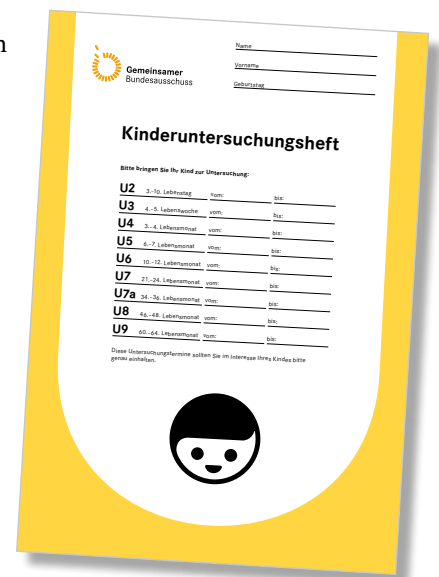 n
Name
Vorname
Geburtstag
Gemeinsamer
Bundesausschuss
Kinderuntersuchungsheft
Bitte bringen Sie Ihr Kind zur Untersuchung:
U2 3.-10. Lebenstag vom: bis:
U3 4.-5. Lebenswoche vom: bis:
U4 3.-4. Lebensmonat vom: bis:
U5 6.-7. Lebensmonat vom: bis:
U6 10.-12. Lebensmonat vom: bis:
U7 21.-24. Lebensmonat vom: bis:
U7a 34.-36. Lebensmonat vom: bis:
U8 46.-48. Lebensmonat vom: bis:
U9 60.-64. Lebensmonat vom: bis:
Diese Untersuchungstermine sollten Sie im Interesse Ihres Kindes bitte
genau einhalten.